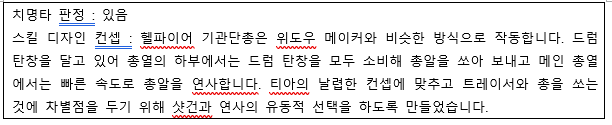 치명타 판정 : 있음
스킬 디자인 컨셉 : 헬파이어 기관단총은 위도우 메이커와 비슷한 방식으로 작동합니다. 드럼
탄창을 달고 있어 총열의 하부에서는 드럼 탄창을 모두 소비해 총알을 쏘아 보내고 메인 총열
에서는 빠른 속도로 총알을 연사합니다. 티아의 날렵한 컨셉에 맞추고 트레이서와 총을 쏘는
것에 차별점을 두기 위해 샷건과 연사의 유동적 선택을 하도록 만들었습니다.